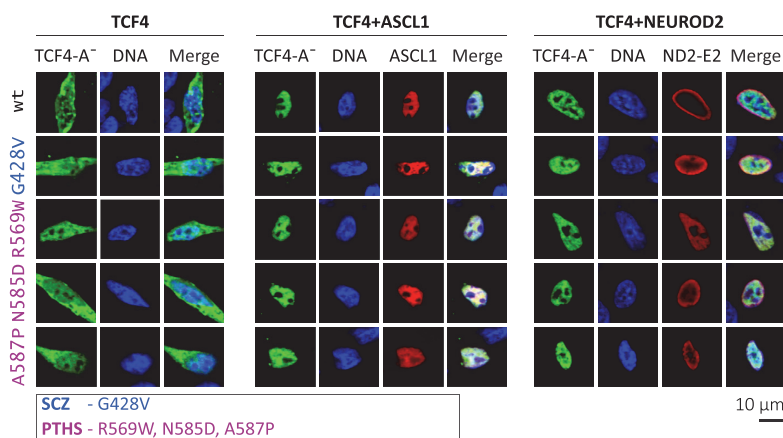 TCF4 TCF4+ASCL1 TCF4+NEUROD2
TCF4-A⁻ DNA Merge TCF4-A⁻ DNA ASCL1 Merge TCF4-A⁻ DNA ND2-E2 Merge
wt
G428V
R569W
N585D
A587P
SCZ - G428V
PTHS - R569W, N585D, A587P
10 µm